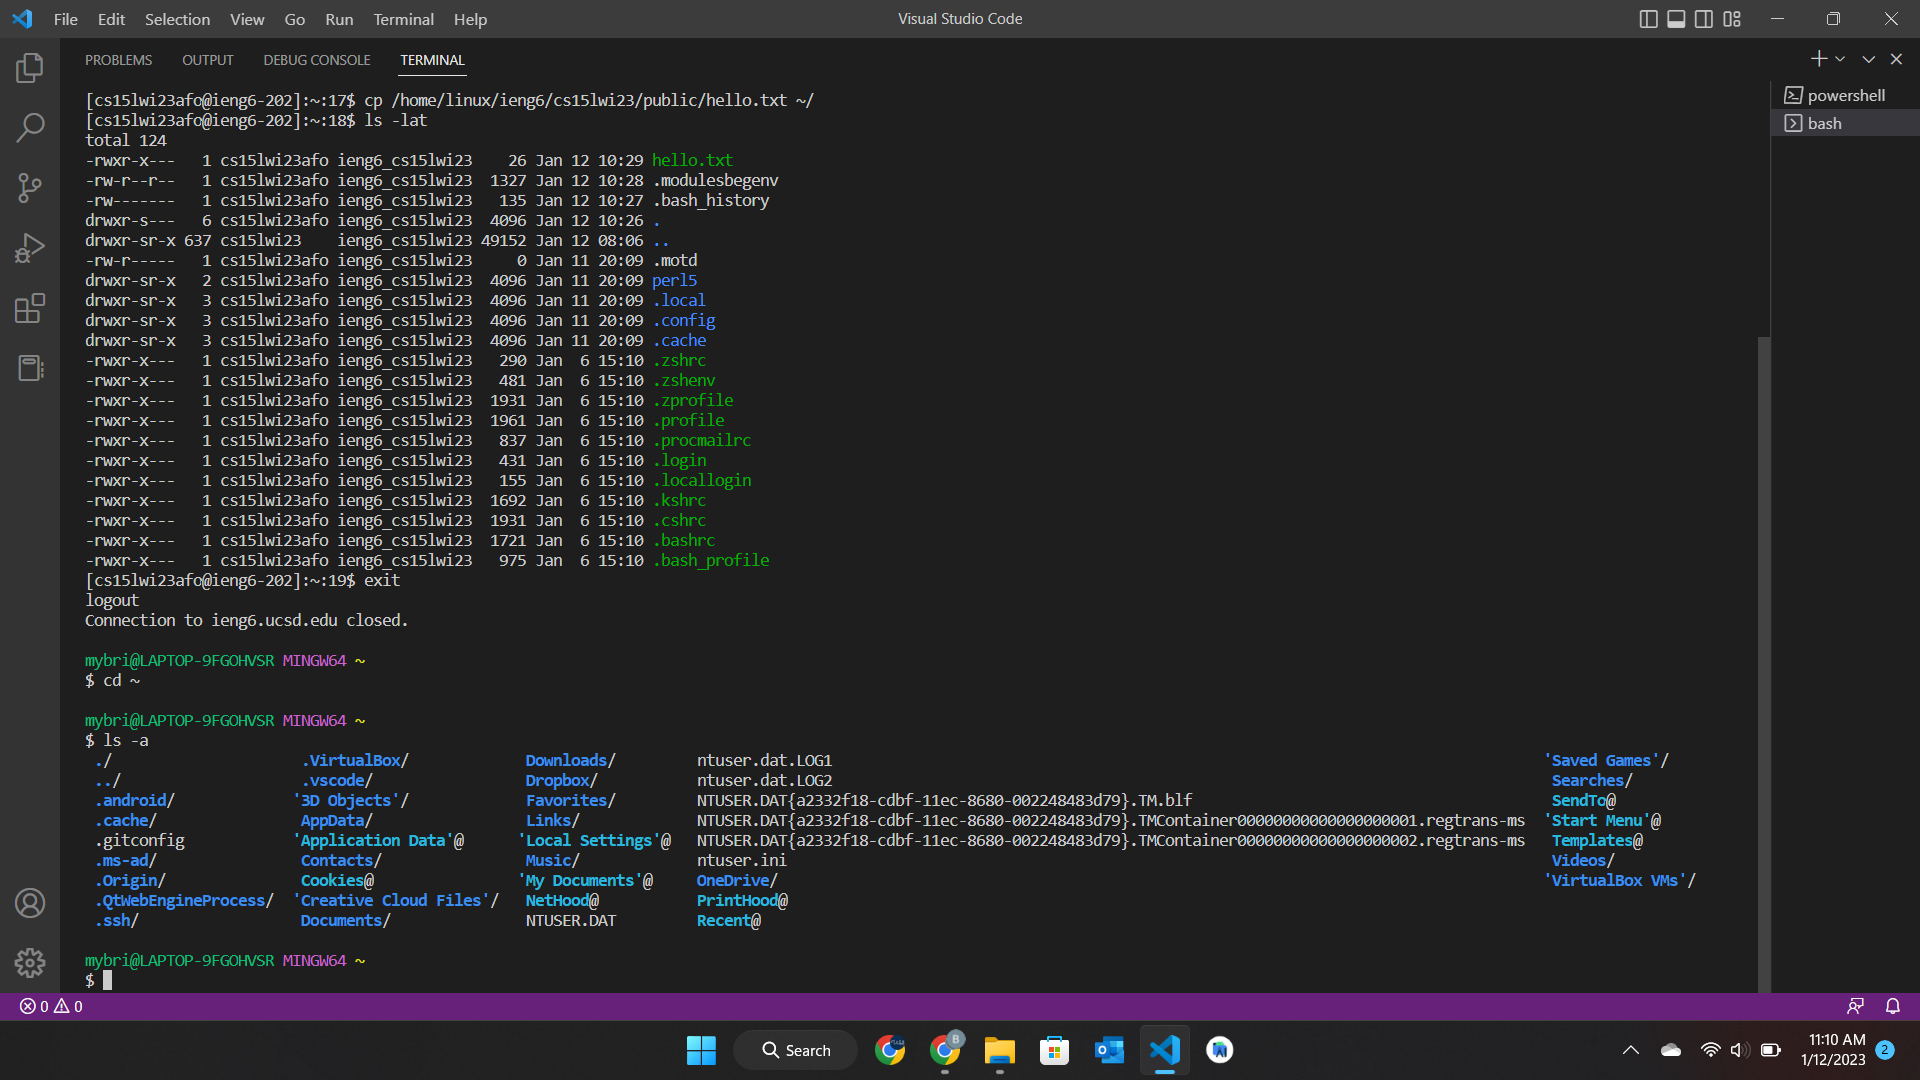 File Edit Selection View Go Run Terminal Help
Visual Studio Code
PROBLEMS OUTPUT DEBUG CONSOLE TERMINAL
powershell
bash
[cs15lwi23afo@ieng6-202]:~:17$ cp /home/linux/ieng6/cs15lwi23/public/hello.txt ~/
[cs15lwi23afo@ieng6-202]:~:18$ ls -lat
total 124
-rwxr-x--- 1 cs15lwi23afo ieng6_cs15lwi23 26 Jan 12 10:29 hello.txt
-rw-r--r-- 1 cs15lwi23afo ieng6_cs15lwi23 1327 Jan 12 10:28 .modulesbegenv
-rw------- 1 cs15lwi23afo ieng6_cs15lwi23 135 Jan 12 10:27 .bash_history
drwxr-s--- 6 cs15lwi23afo ieng6_cs15lwi23 4096 Jan 12 10:26 .
drwxr-sr-x 637 cs15lwi23 ieng6_cs15lwi23 49152 Jan 12 08:06 ..
-rw-r----- 1 cs15lwi23afo ieng6_cs15lwi23 0 Jan 11 20:09 .motd
drwxr-sr-x 2 cs15lwi23afo ieng6_cs15lwi23 4096 Jan 11 20:09 perl5
drwxr-sr-x 3 cs15lwi23afo ieng6_cs15lwi23 4096 Jan 11 20:09 .local
drwxr-sr-x 3 cs15lwi23afo ieng6_cs15lwi23 4096 Jan 11 20:09 .config
drwxr-sr-x 3 cs15lwi23afo ieng6_cs15lwi23 4096 Jan 11 20:09 .cache
-rwxr-x--- 1 cs15lwi23afo ieng6_cs15lwi23 290 Jan 6 15:10 .zshrc
-rwxr-x--- 1 cs15lwi23afo ieng6_cs15lwi23 481 Jan 6 15:10 .zshenv
-rwxr-x--- 1 cs15lwi23afo ieng6_cs15lwi23 1931 Jan 6 15:10 .zprofile
-rwxr-x--- 1 cs15lwi23afo ieng6_cs15lwi23 1961 Jan 6 15:10 .profile
-rwxr-x--- 1 cs15lwi23afo ieng6_cs15lwi23 837 Jan 6 15:10 .procmailrc
-rwxr-x--- 1 cs15lwi23afo ieng6_cs15lwi23 431 Jan 6 15:10 .login
-rwxr-x--- 1 cs15lwi23afo ieng6_cs15lwi23 155 Jan 6 15:10 .locallogin
-rwxr-x--- 1 cs15lwi23afo ieng6_cs15lwi23 1692 Jan 6 15:10 .kshrc
-rwxr-x--- 1 cs15lwi23afo ieng6_cs15lwi23 1931 Jan 6 15:10 .cshrc
-rwxr-x--- 1 cs15lwi23afo ieng6_cs15lwi23 1721 Jan 6 15:10 .bashrc
-rwxr-x--- 1 cs15lwi23afo ieng6_cs15lwi23 975 Jan 6 15:10 .bash_profile
[cs15lwi23afo@ieng6-202]:~:19$ exit
logout
Connection to ieng6.ucsd.edu closed.
mybri@LAPTOP-9FGOHVSR MINGW64 ~
$ cd ~
mybri@LAPTOP-9FGOHVSR MINGW64 ~
$ ls -a
./ .VirtualBox/ Downloads/ ntuser.dat.LOG1 'Saved Games'/
../ .vscode/ Dropbox/ ntuser.dat.LOG2 Searches/
.android/ '3D Objects'/ Favorites/ NTUSER.DAT{a2332f18-cdbf-11ec-8680-002248483d79}.TM.blf SendTo@
.cache/ AppData/ Links/ NTUSER.DAT{a2332f18-cdbf-11ec-8680-002248483d79}.TMContainer00000000000000000001.regtrans-ms 'Start Menu'@
.gitconfig 'Application Data'@ 'Local Settings'@ NTUSER.DAT{a2332f18-cdbf-11ec-8680-002248483d79}.TMContainer00000000000000000002.regtrans-ms Templates@
.ms-ad/ Contacts/ Music/ ntuser.ini Videos/
.Origin/ Cookies@ 'My Documents'@ OneDrive/ 'VirtualBox VMs'/
.QtWebEngineProcess/ 'Creative Cloud Files'/ NetHood@ PrintHood@
.ssh/ Documents/ NTUSER.DAT Recent@
mybri@LAPTOP-9FGOHVSR MINGW64 ~
$
0 0
Search
B
11:10 AM
1/12/2023
2